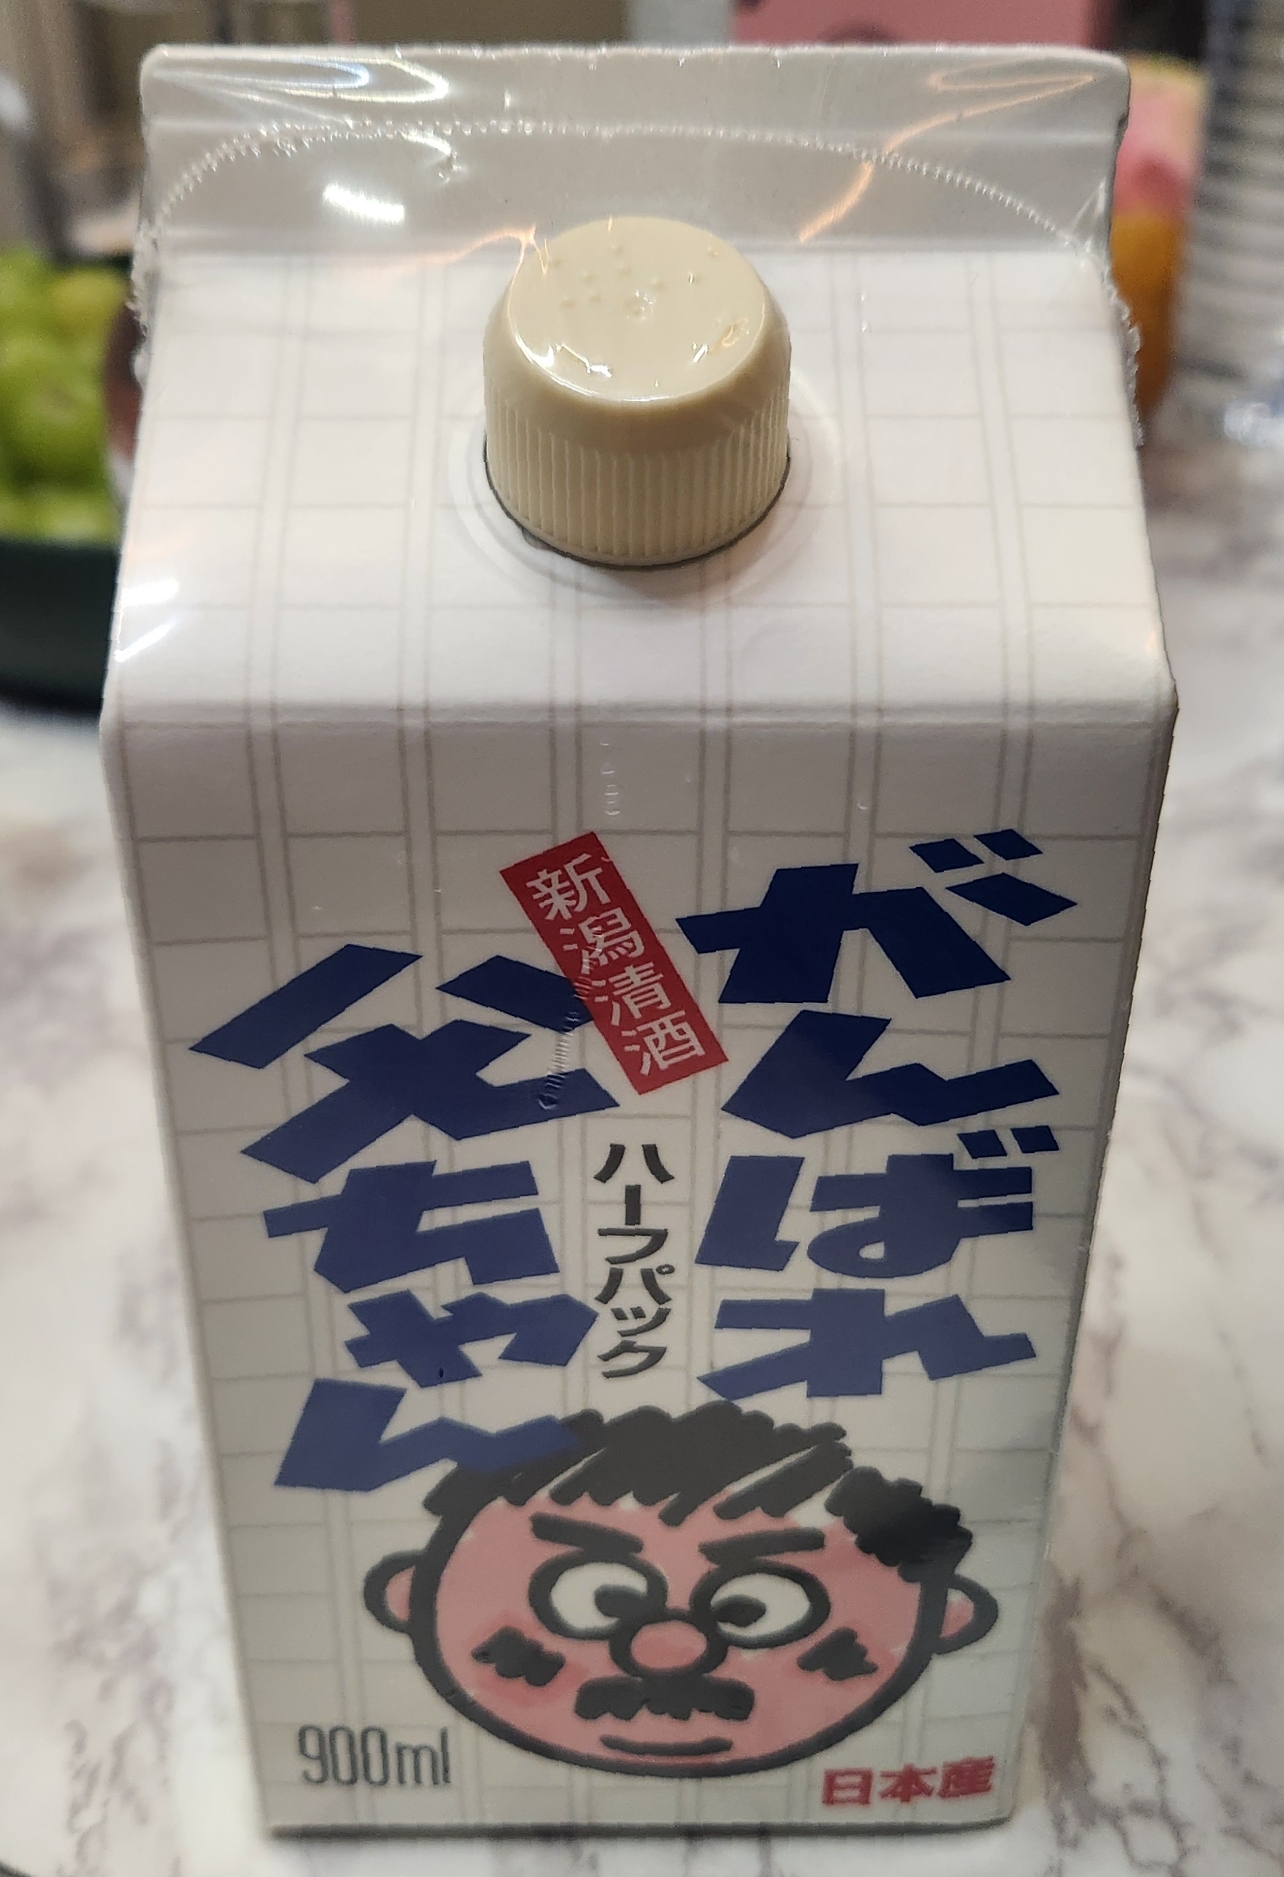 がんばれ
父ちゃん
新潟清酒
ハーフパック
900ml
日本産